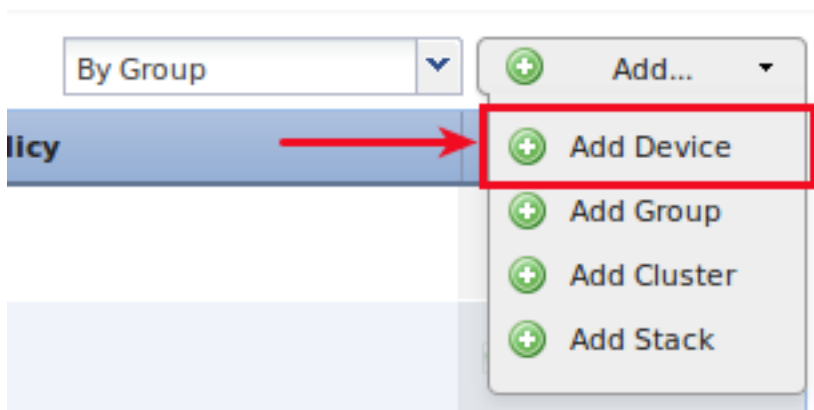 By Group
Add...
licy
Add Device
Add Group
Add Cluster
Add Stack